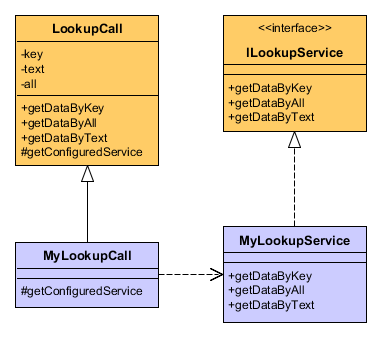 LookupCall
-key
-text
-all
+getDataByKey
+getDataByAll
+getDataByText
#getConfiguredService
<<interface>>
ILookupService
+getDataByKey
+getDataByAll
+getDataByText
MyLookupCall
#getConfiguredService
MyLookupService
+getDataByKey
+getDataByAll
+getDataByText